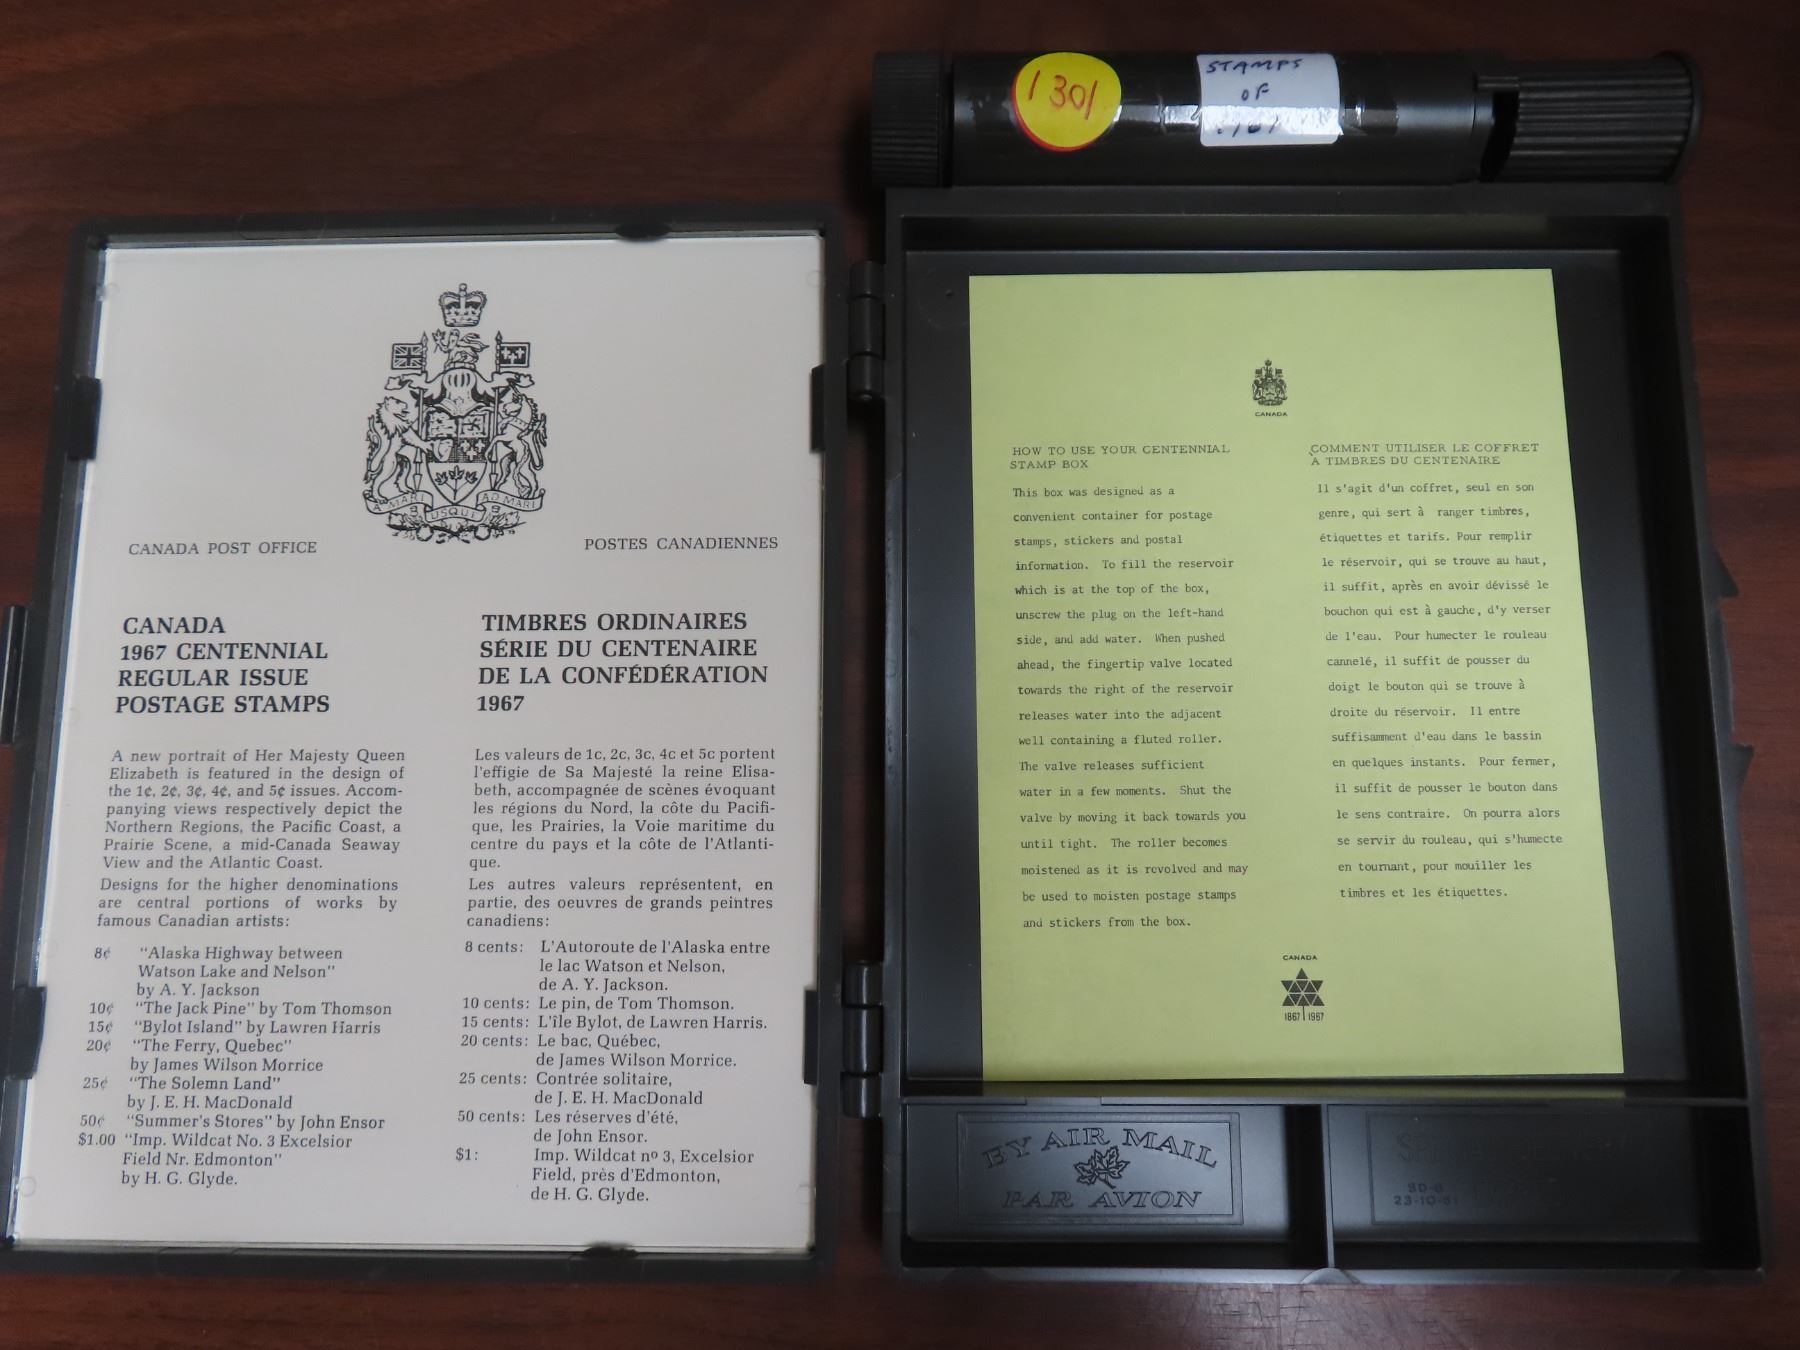 1301
STAMPS
OF
A MARI USQUE AD MARE
CANADA POST OFFICE
POSTES CANADIENNES
CANADA
1967 CENTENNIAL
REGULAR ISSUE
POSTAGE STAMPS
A new portrait of Her Majesty Queen
Elizabeth is featured in the design of
the 1¢, 2¢, 3¢, 4¢, and 5¢ issues. Accom-
panying views respectively depict the
Northern Regions, the Pacific Coast, a
Prairie Scene, a mid-Canada Seaway
View and the Atlantic Coast.
Designs for the higher denominations
are central portions of works by
famous Canadian artists:
8¢ "Alaska Highway between
Watson Lake and Nelson"
by A. Y. Jackson
10¢ "The Jack Pine" by Tom Thomson
15¢ "Bylot Island" by Lawren Harris
20¢ "The Ferry, Quebec"
by James Wilson Morrice
25¢ "The Solemn Land"
by J. E. H. MacDonald
50¢ "Summer's Stores" by John Ensor
$1.00 "Imp. Wildcat No. 3 Excelsior
Field Nr. Edmonton"
by H. G. Glyde.
TIMBRES ORDINAIRES
SÉRIE DU CENTENAIRE
DE LA CONFÉDÉRATION
1967
Les valeurs de 1c, 2c, 3c, 4c et 5c portent
l'effigie de Sa Majesté la reine Elisa-
beth, accompagnée de scènes évoquant
les régions du Nord, la côte du Pacifi-
que, les Prairies, la Voie maritime du
centre du pays et la côte de l'Atlanti-
que.
Les autres valeurs représentent, en
partie, des oeuvres de grands peintres
canadiens:
8 cents: L'Autoroute de l'Alaska entre
le lac Watson et Nelson,
de A. Y. Jackson.
10 cents: Le pin, de Tom Thomson.
15 cents: L'île Bylot, de Lawren Harris.
20 cents: Le bac, Québec,
de James Wilson Morrice.
25 cents: Contrée solitaire,
de J. E. H. MacDonald
50 cents: Les réserves d'été,
de John Ensor.
$1: Imp. Wildcat nº 3, Excelsior
Field, près d'Edmonton,
de H. G. Glyde.
CANADA
HOW TO USE YOUR CENTENNIAL
STAMP BOX
This box was designed as a
convenient container for postage
stamps, stickers and postal
information. To fill the reservoir
which is at the top of the box,
unscrew the plug on the left-hand
side, and add water. When pushed
ahead, the fingertip valve located
towards the right of the reservoir
releases water into the adjacent
well containing a fluted roller.
The valve releases sufficient
water in a few moments. Shut the
valve by moving it back towards you
until tight. The roller becomes
moistened as it is revolved and may
be used to moisten postage stamps
and stickers from the box.
COMMENT UTILISER LE COFFRET
À TIMBRES DU CENTENAIRE
Il s'agit d'un coffret, seul en son
genre, qui sert à ranger timbres,
étiquettes et tarifs. Pour remplir
le réservoir, qui se trouve au haut,
il suffit, après en avoir dévissé le
bouchon qui est à gauche, d'y verser
de l'eau. Pour humecter le rouleau
cannelé, il suffit de pousser du
doigt le bouton qui se trouve à
droite du réservoir. Il entre
suffisamment d'eau dans le bassin
en quelques instants. Pour fermer,
il suffit de pousser le bouton dans
le sens contraire. On pourra alors
se servir du rouleau, qui s'humecte
en tournant, pour mouiller les
timbres et les étiquettes.
CANADA
1867 1967
BY AIR MAIL
PAR AVION